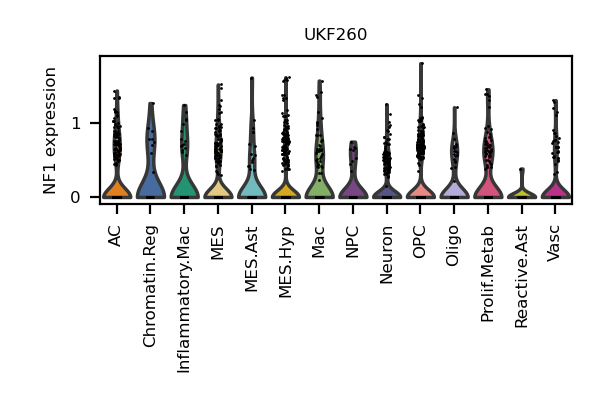 UKF260
NF1 expression
1
0
AC
Chromatin.Reg
Inflammatory.Mac
MES
MES.Ast
MES.Hyp
Mac
NPC
Neuron
OPC
Oligo
Prolif.Metab
Reactive.Ast
Vasc